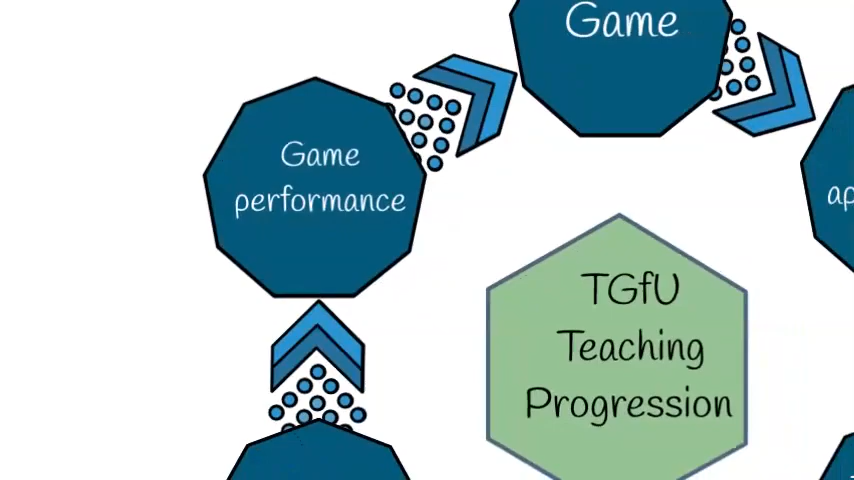 Game
Game
performance
TGfU
Teaching
Progression